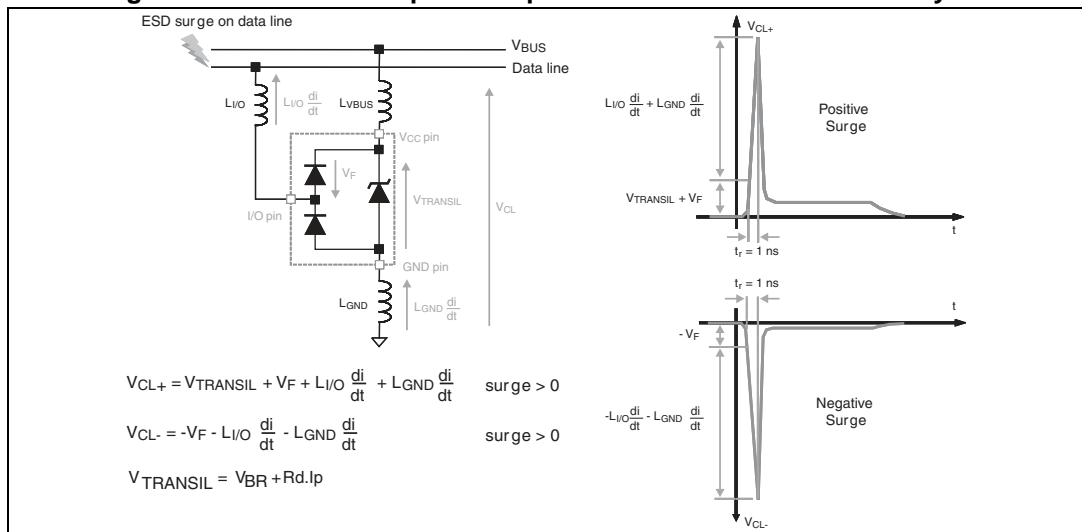 ESD surge on data line
VBUS
Data line
LI/O
LI/O di/dt
LVBUS
VCC pin
VF
VTRANSIL
VCL
I/O pin
GND pin
LGND
LGND di/dt
VCL+ = VTRANSIL + VF + LI/O di/dt + LGND di/dt surge > 0
VCL- = -VF - LI/O di/dt - LGND di/dt surge > 0
VTRANSIL = VBR + Rd.Ip
VCL+
LI/O di/dt + LGND di/dt
Positive
Surge
VTRANSIL + VF
t
tr = 1 ns
tr = 1 ns
t
- VF
-LI/O di/dt - LGND di/dt
Negative
Surge
VCL-